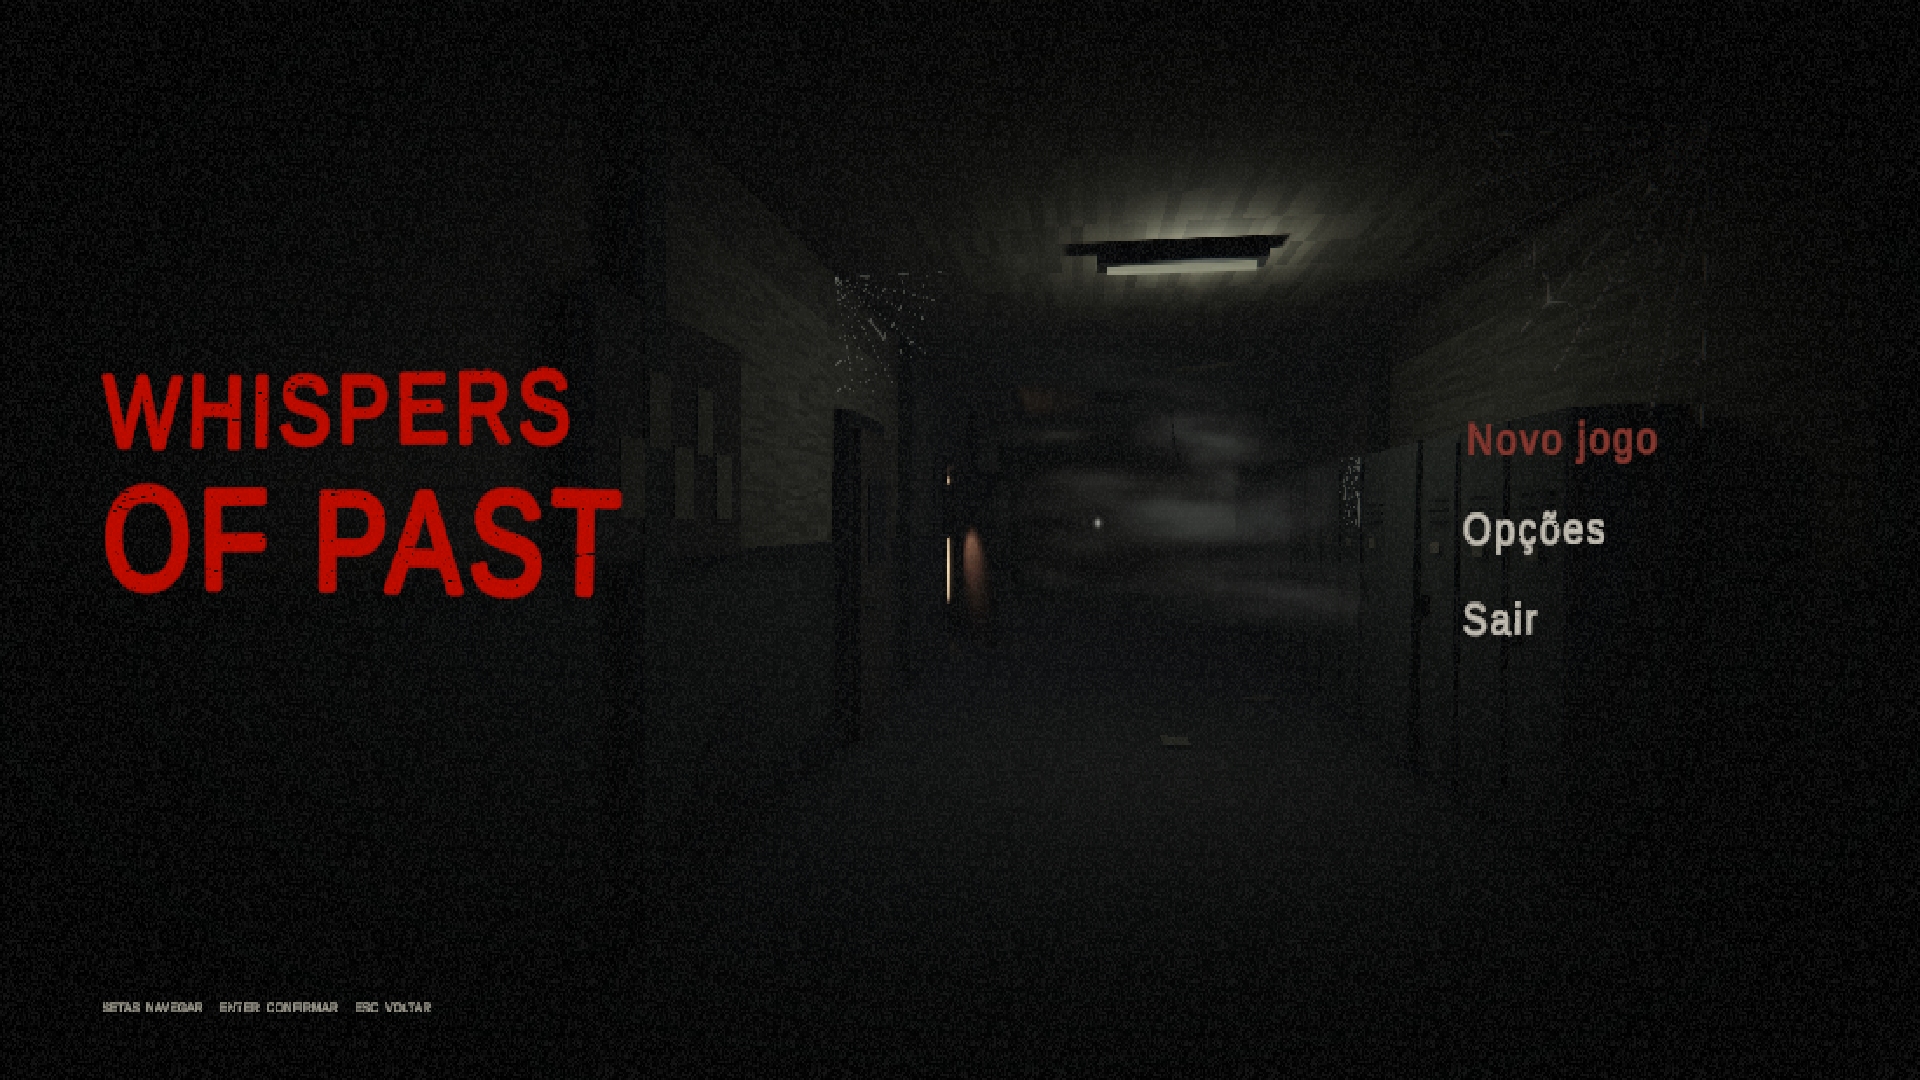 WHISPERS
OF PAST
Novo jogo
Opções
Sair
SETAS NAVEGAR ENTER CONFIRMAR ESC VOLTAR